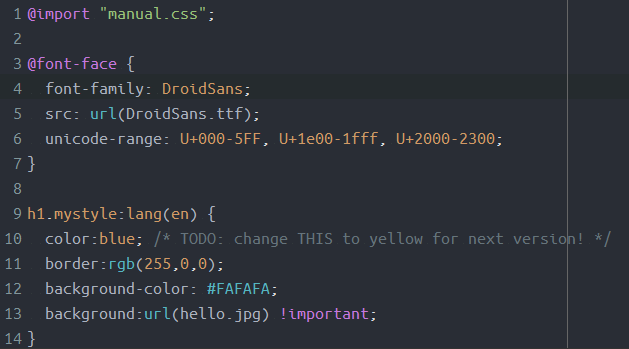 1 @import "manual.css";
2
3 @font-face {
4   font-family: DroidSans;
5   src: url(DroidSans.ttf);
6   unicode-range: U+000-5FF, U+1e00-1fff, U+2000-2300;
7 }
8
9 h1.mystyle:lang(en) {
10   color:blue; /* TODO: change THIS to yellow for next version! */
11   border:rgb(255,0,0);
12   background-color: #FAFAFA;
13   background:url(hello.jpg) !important;
14 }